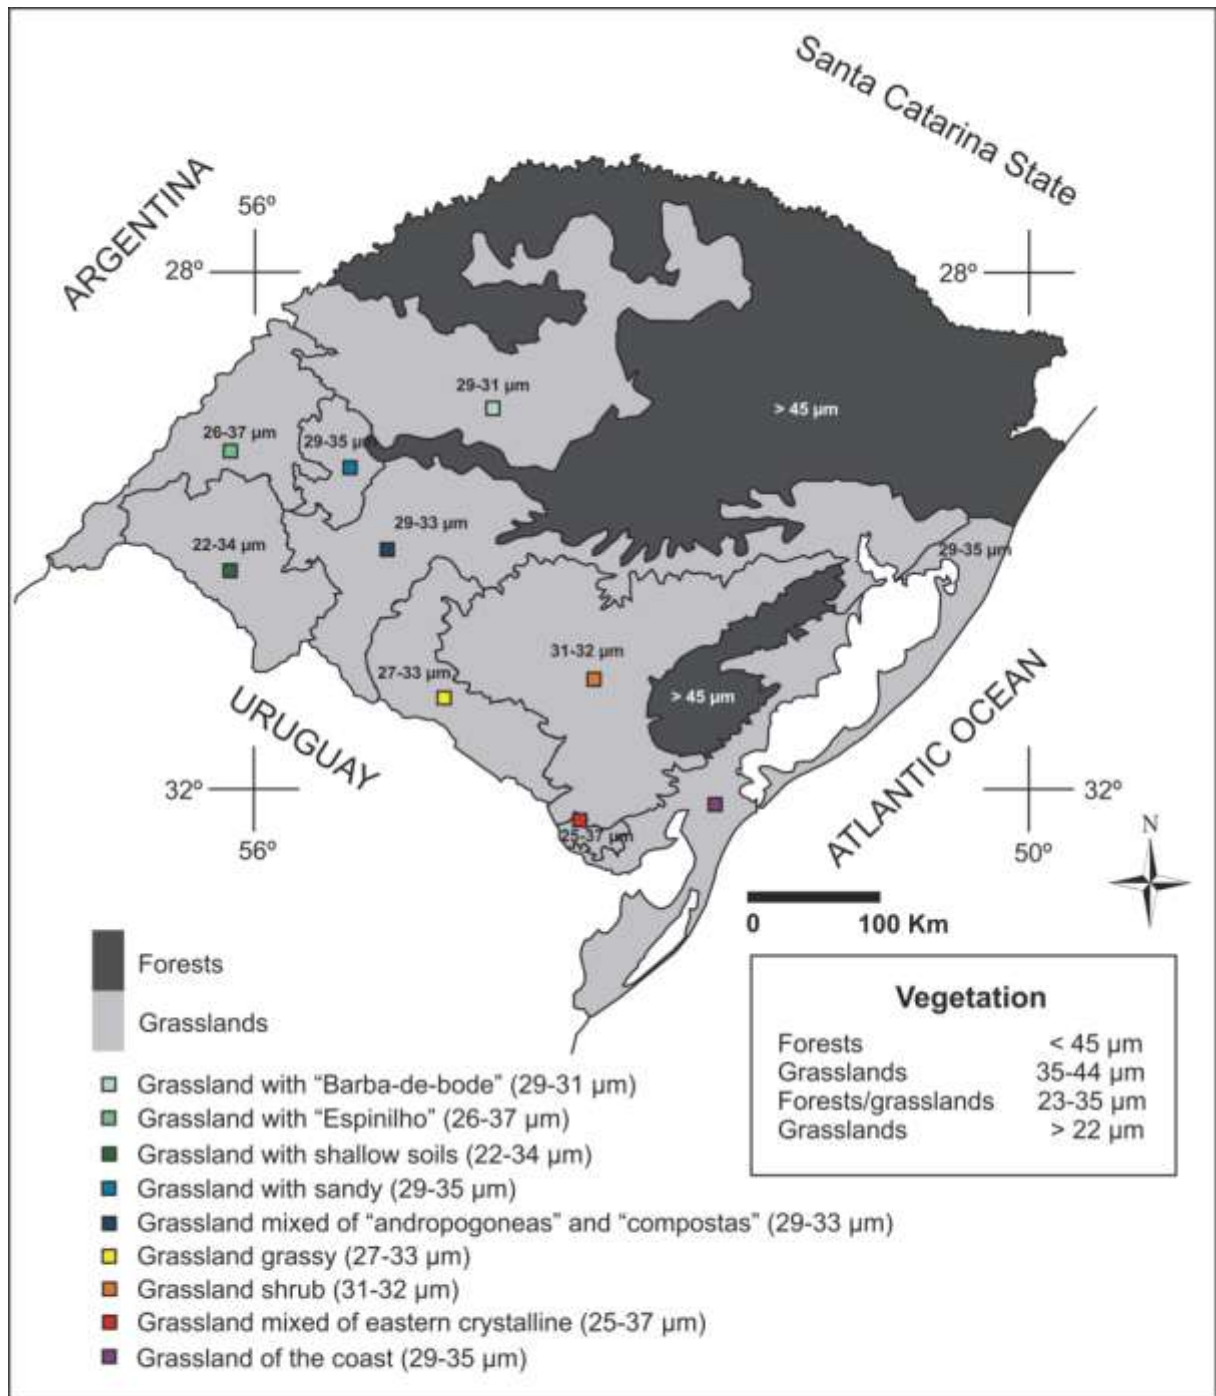 Santa Catarina State
ARGENTINA
56º
28º
28º
29-31 µm
> 45 µm
26-37 µm
29-35 µm
29-33 µm
22-34 µm
29-35 µm
31-32 µm
27-33 µm
> 45 µm
URUGUAY
ATLANTIC OCEAN
32º
32º
25-37 µm
56º
50º
N
0 100 Km
Forests
Grasslands
Vegetation
Forests < 45 µm
Grasslands 35-44 µm
Forests/grasslands 23-35 µm
Grasslands > 22 µm
Grassland with “Barba-de-bode” (29-31 µm)
Grassland with “Espinilho” (26-37 µm)
Grassland with shallow soils (22-34 µm)
Grassland with sandy (29-35 µm)
Grassland mixed of “andropogoneas” and “compostas” (29-33 µm)
Grassland grassy (27-33 µm)
Grassland shrub (31-32 µm)
Grassland mixed of eastern crystalline (25-37 µm)
Grassland of the coast (29-35 µm)